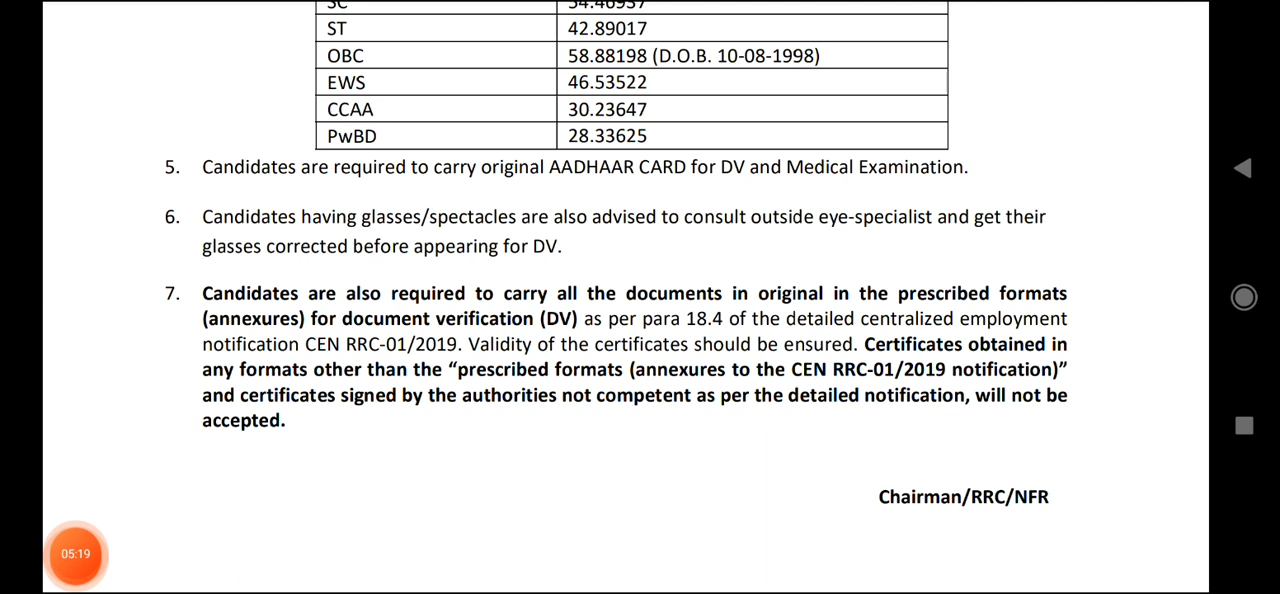 ST 42.89017
OBC 58.88198 (D.O.B. 10-08-1998)
EWS 46.53522
CCAA 30.23647
PwBD 28.33625
5. Candidates are required to carry original AADHAAR CARD for DV and Medical Examination.
6. Candidates having glasses/spectacles are also advised to consult outside eye-specialist and get their
glasses corrected before appearing for DV.
7. Candidates are also required to carry all the documents in original in the prescribed formats
(annexures) for document verification (DV) as per para 18.4 of the detailed centralized employment
notification CEN RRC-01/2019. Validity of the certificates should be ensured. Certificates obtained in
any formats other than the “prescribed formats (annexures to the CEN RRC-01/2019 notification)”
and certificates signed by the authorities not competent as per the detailed notification, will not be
accepted.
Chairman/RRC/NFR
05:19